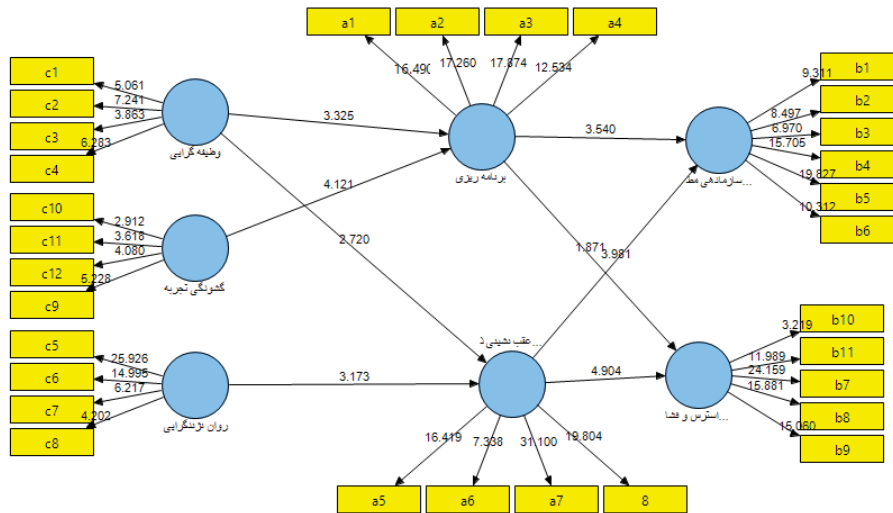 a1
a2
a3
a4
16.490
17.260
17.874
12.534
c1
c2
c3
c4
5.061
7.241
3.863
6.283
وظیفه گرایی
3.325
برنامه ریزی
3.540
9.311
8.497
6.970
15.705
19.827
10.312
b1
b2
b3
b4
b5
b6
سازمادهی مط...
4.121
2.720
1.871
3.981
c10
c11
c12
c9
2.912
3.618
4.080
5.228
گشودگی تجربه
عقب نشینی ذ...
c5
c6
c7
c8
25.926
14.995
6.217
4.202
روان نژندگرایی
3.173
4.904
3.219
11.989
24.159
15.881
15.060
b10
b11
b7
b8
b9
استرس و فشا...
16.419
7.338
31.100
19.804
a5
a6
a7
8